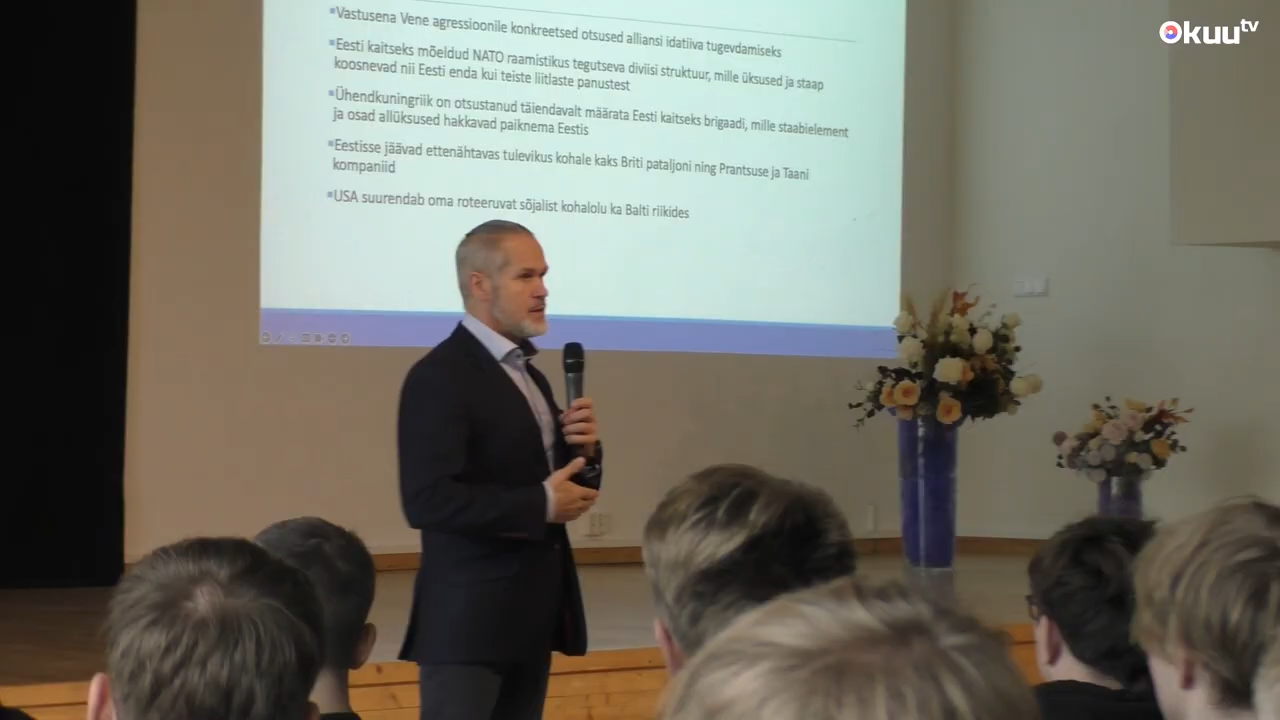 Okuu tv
Vastusena Vene agressioonile konkreetsed otsused alliansi idatiiva tugevdamiseks
Eesti kaitseks mõeldud NATO raamistikus tegutseva diviisi struktuur, mille üksused ja staap
koosnevad nii Eesti enda kui teiste liitlaste panustest
Ühendkuningriik on otsustanud täiendavalt määrata Eesti kaitseks brigaadi, mille staabielement
ja osad allüksused hakkavad paiknema Eestis
Eestisse jäävad ettenähtavas tulevikus kohale kaks Briti pataljoni ning Prantsuse ja Taani
kompaniid
USA suurendab oma roteeruvat sõjalist kohalolu ka Balti riikides